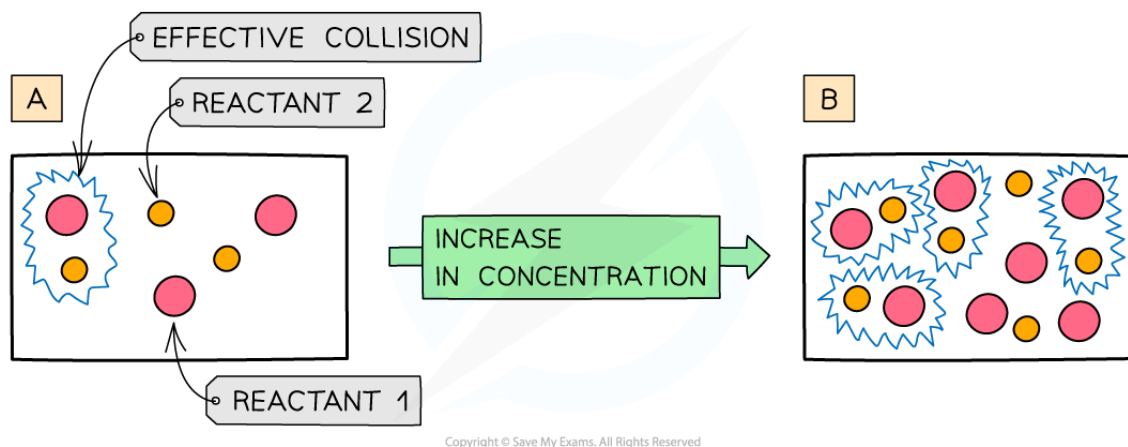 EFFECTIVE COLLISION
A
REACTANT 2
B
INCREASE
IN CONCENTRATION
REACTANT 1
Copyright © Save My Exams. All Rights Reserved